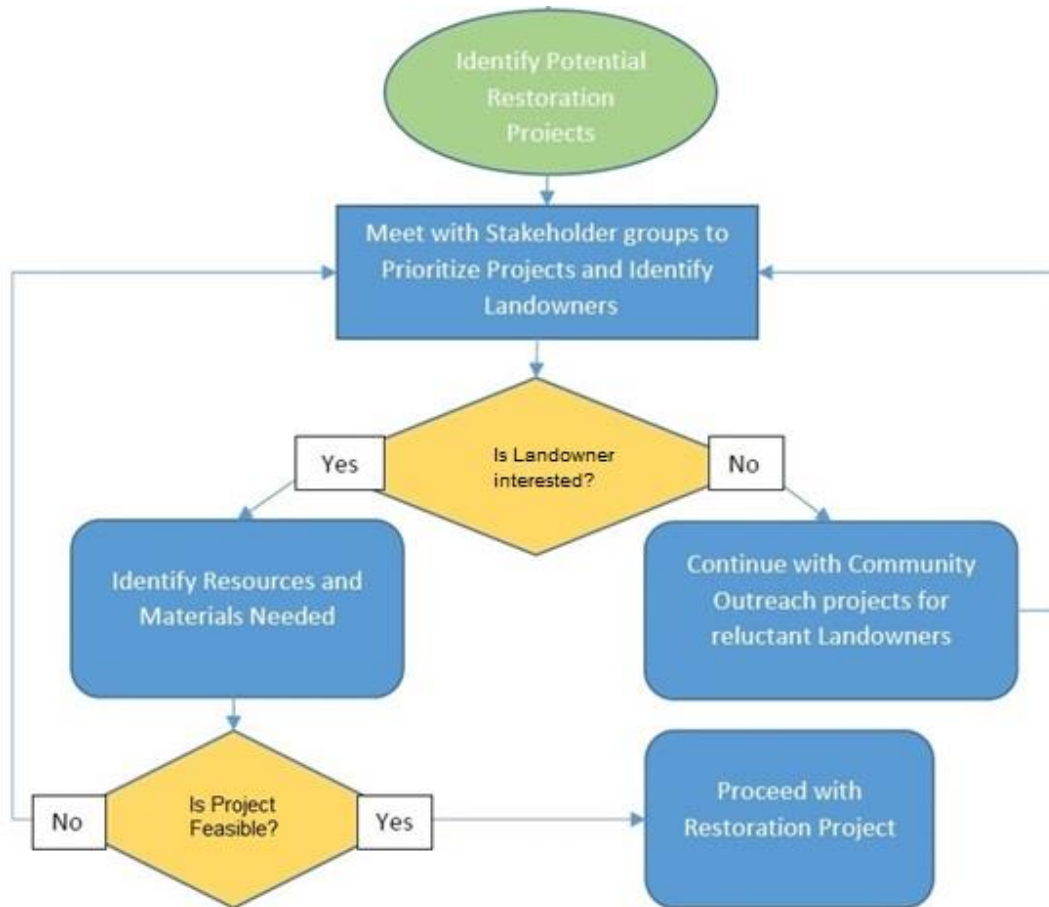 Identify Potential
Restoration
Proiects
Meet with Stakeholder groups to
Prioritize Projects and Identify
Landowners
Yes
Is Landowner
interested?
No
Identify Resources and
Materials Needed
Continue with Community
Outreach projects for
reluctant Landowners
No
Is Project
Feasible?
Yes
Proceed with
Restoration Project